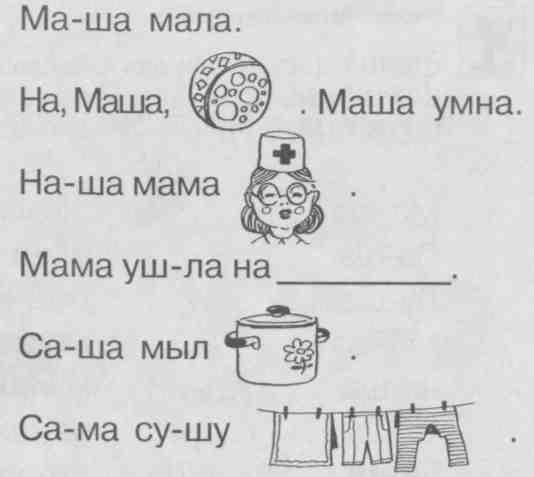 Ма-ша мала.
На, Маша, . Маша умна.
На-ша мама .
Мама уш-ла на __________.
Са-ша мыл .
Са-ма су-шу .